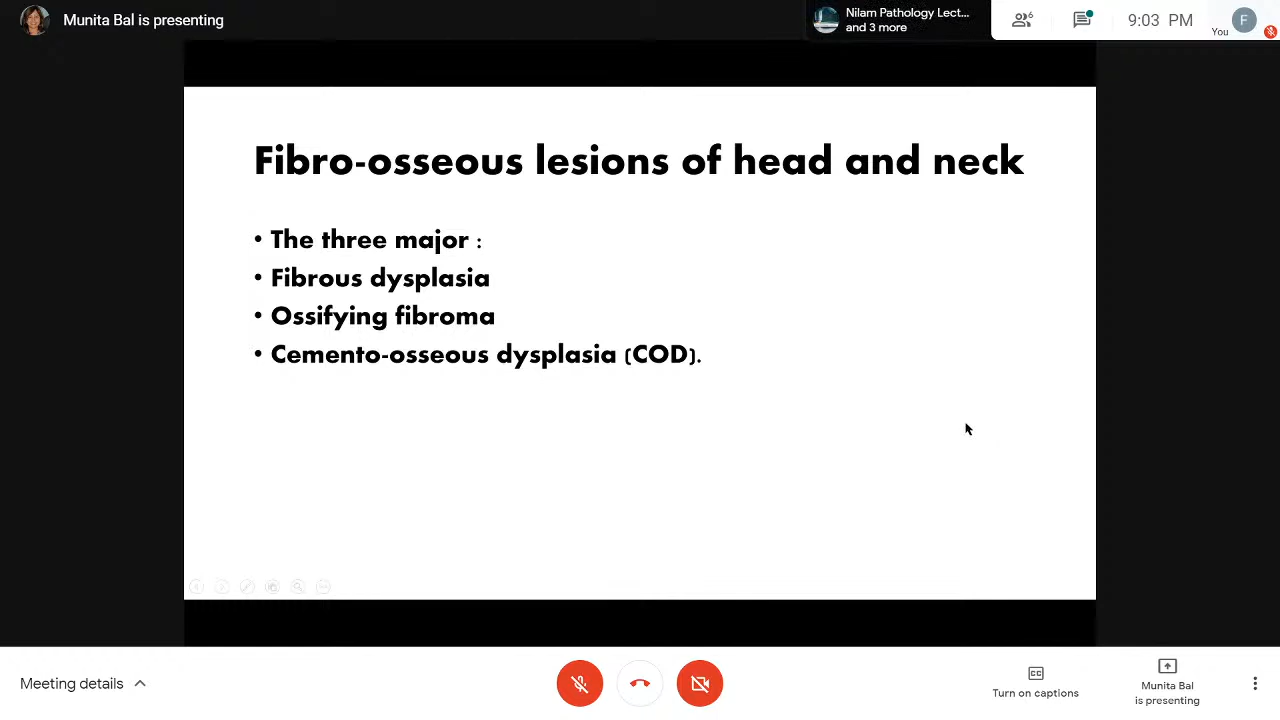 Munita Bal is presenting
Nilam Pathology Lect...
and 3 more
6
9:03 PM
You
F
Fibro-osseous lesions of head and neck
• The three major :
• Fibrous dysplasia
• Ossifying fibroma
• Cemento-osseous dysplasia (COD).
Meeting details
CC
Turn on captions
Munita Bal
is presenting